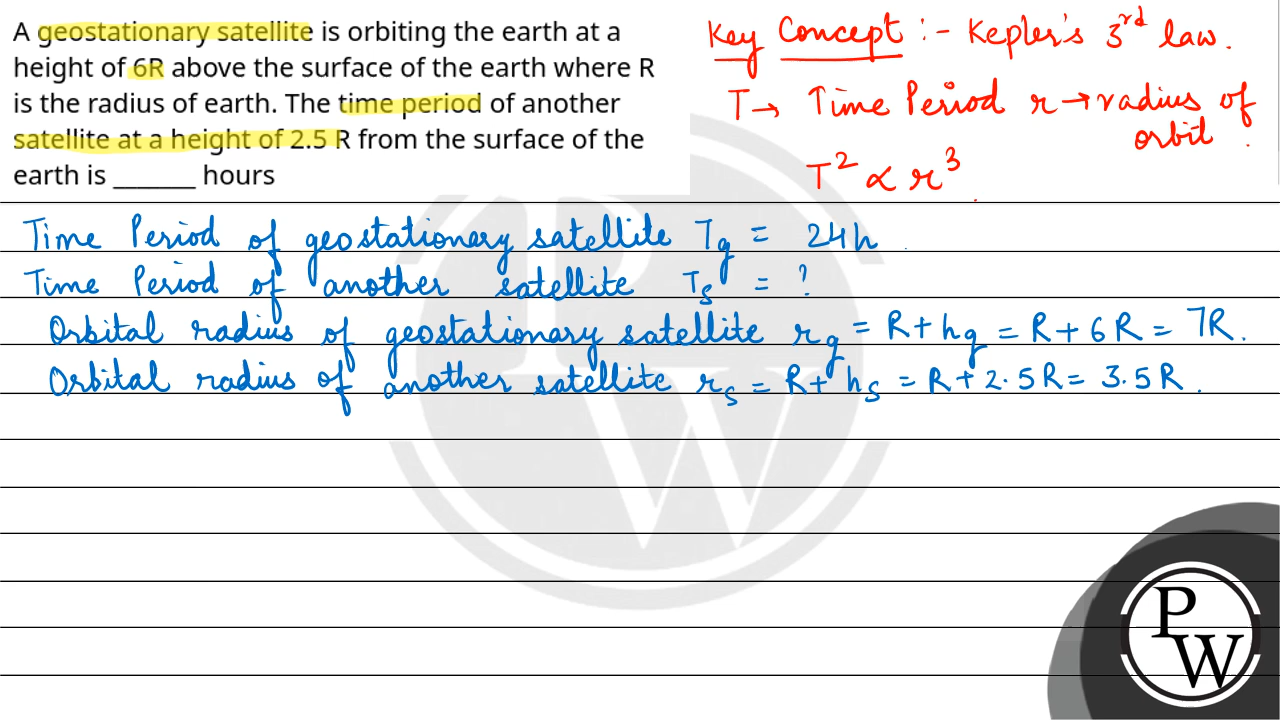 A geostationary satellite is orbiting the earth at a
height of 6R above the surface of the earth where R
is the radius of earth. The time period of another
satellite at a height of 2.5 R from the surface of the
earth is ______ hours
Key Concept :- Kepler's 3rd law.
T → Time Period r → radius of
orbit.
T² ∝ r³
Time Period of geostationary satellite Tg = 24h
Time Period of another satellite Ts = ?
Orbital radius of geostationary satellite rg = R + hg = R + 6R = 7R.
Orbital radius of another satellite rs = R + hs = R + 2.5R = 3.5R.
PW
PW